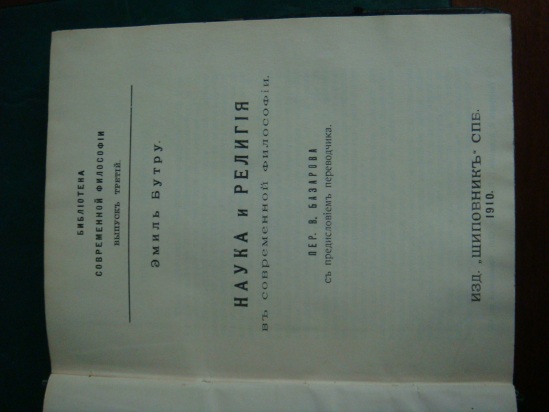 БИБЛІОТЕКА
СОВРЕМЕННОЙ ФИЛОСОФІИ
ВЫПУСКЪ ТРЕТІЙ.
Эмиль Бутру.
НАУКА и РЕЛИГІЯ
въ современной философіи.
ПЕР. В. БАЗАРОВА
съ предисловіемъ переводчика.
ИЗД. „ШИПОВНИКЪ“ СПБ.
1910.